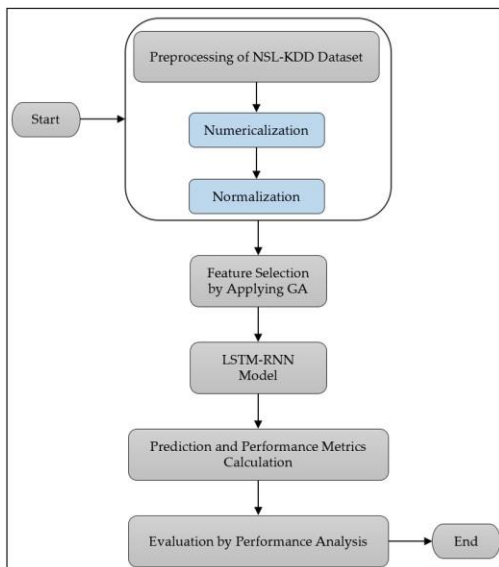 Start
Preprocessing of NSL-KDD Dataset
Numericalization
Normalization
Feature Selection
by Applying GA
LSTM-RNN
Model
Prediction and Performance Metrics
Calculation
Evaluation by Performance Analysis
End